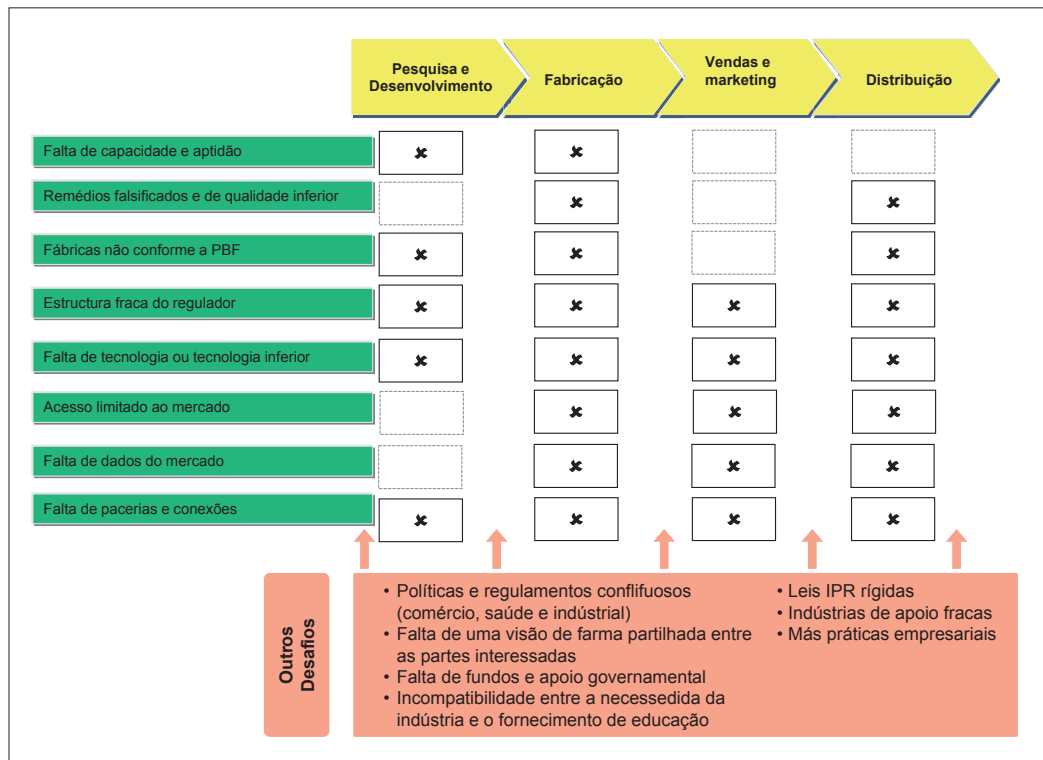 Pesquisa e
Desenvolvimento
Fabricação
Vendas e
marketing
Distribuição
Falta de capacidade e aptidão
Remédios falsificados e de qualidade inferior
Fábricas não conforme a PBF
Estructura fraca do regulador
Falta de tecnologia ou tecnologia inferior
Acesso limitado ao mercado
Falta de dados do mercado
Falta de pacerias e conexões
Outros
Desafios
• Políticas e regulamentos conflifuosos
(comércio, saúde e indústrial)
• Falta de uma visão de farma partilhada entre
as partes interessadas
• Falta de fundos e apoio governamental
• Incompatibilidade entre a necessedida da
indústria e o fornecimento de educação
• Leis IPR rígidas
• Indústrias de apoio fracas
• Más práticas empresariais